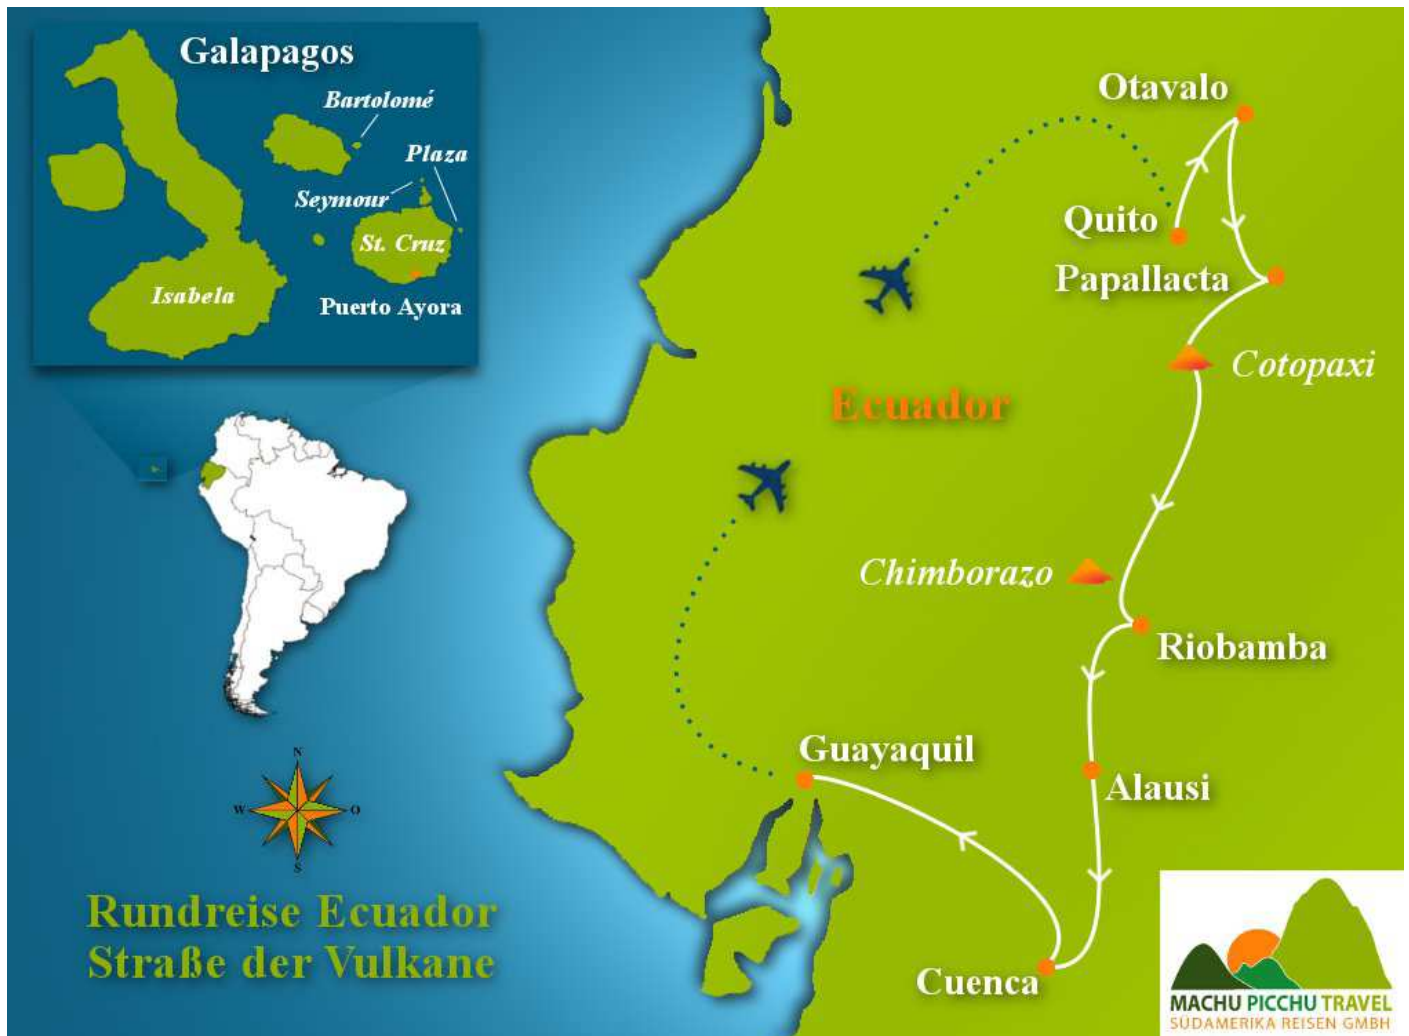 Galapagos
Bartolomé
Plaza
Seymour
St. Cruz
Isabela
Puerto Ayora
Otavalo
Quito
Papallacta
Cotopaxi
Ecuador
Chimborazo
Riobamba
Guayaquil
Alausi
Cuenca
N
W
O
S
Rundreise Ecuador
Straße der Vulkane
MACHU PICCHU TRAVEL
SÜDAMERIKA REISEN GMBH